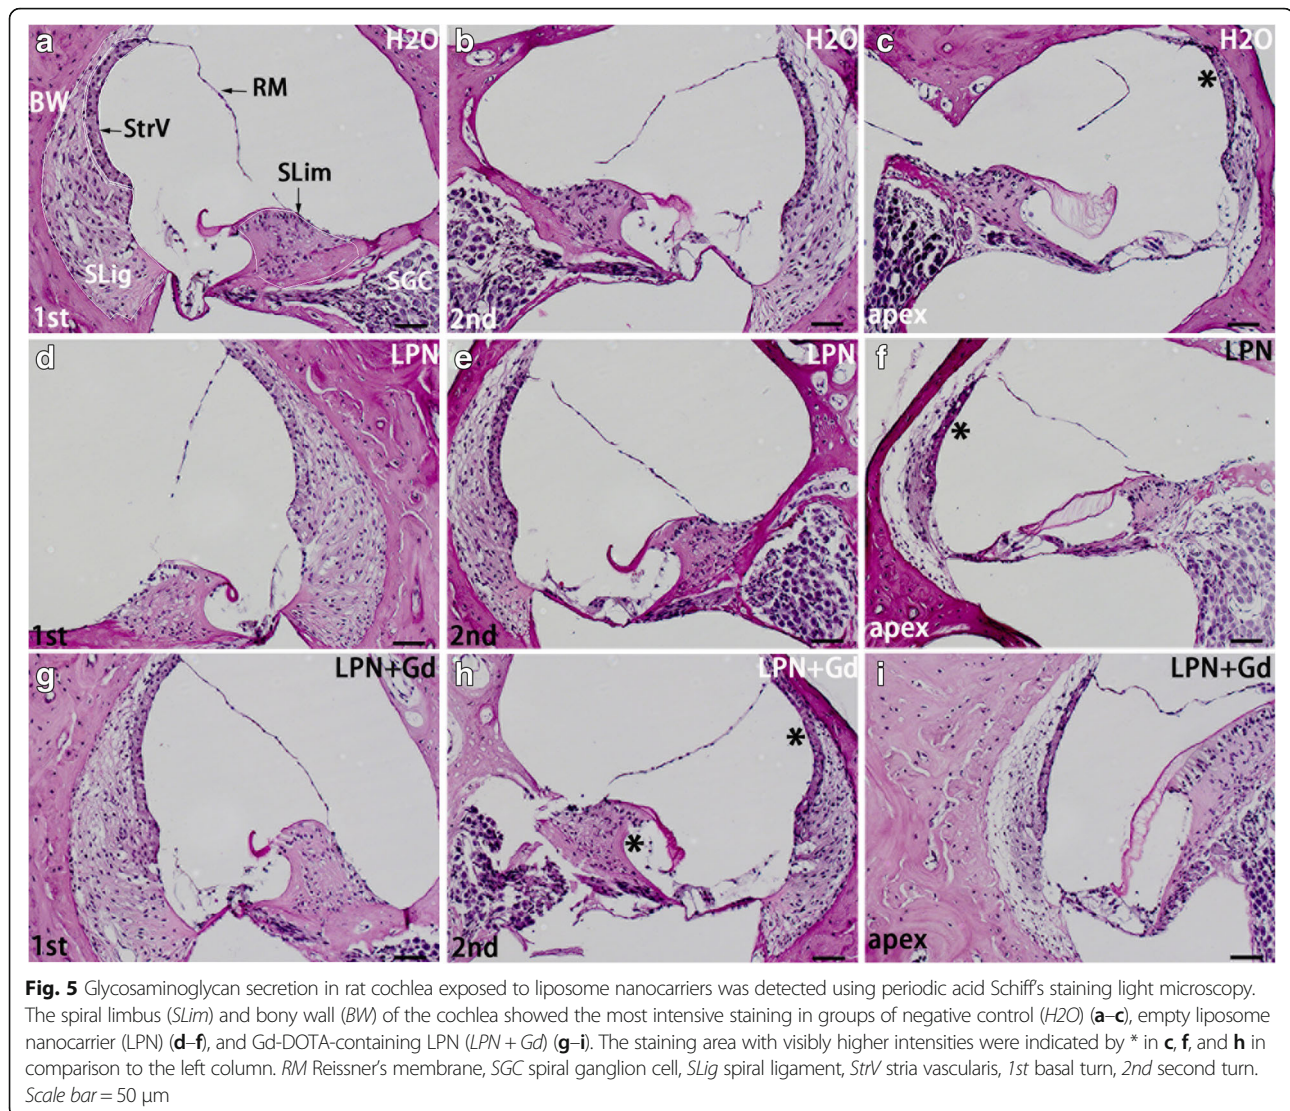 a H2O b H2O c H2O
RM
BW
StrV
SLim
SLig SGC
1st 2nd apex
*
d LPN e LPN f LPN
*
1st 2nd apex
g LPN+Gd h LPN+Gd i LPN+Gd
*
*
1st 2nd apex
Fig. 5 Glycosaminoglycan secretion in rat cochlea exposed to liposome nanocarriers was detected using periodic acid Schiff's staining light microscopy.
The spiral limbus (SLim) and bony wall (BW) of the cochlea showed the most intensive staining in groups of negative control (H2O) (a–c), empty liposome
nanocarrier (LPN) (d–f), and Gd-DOTA-containing LPN (LPN + Gd) (g–i). The staining area with visibly higher intensities were indicated by * in c, f, and h in
comparison to the left column. RM Reissner's membrane, SGC spiral ganglion cell, SLig spiral ligament, StrV stria vascularis, 1st basal turn, 2nd second turn.
Scale bar = 50 μm